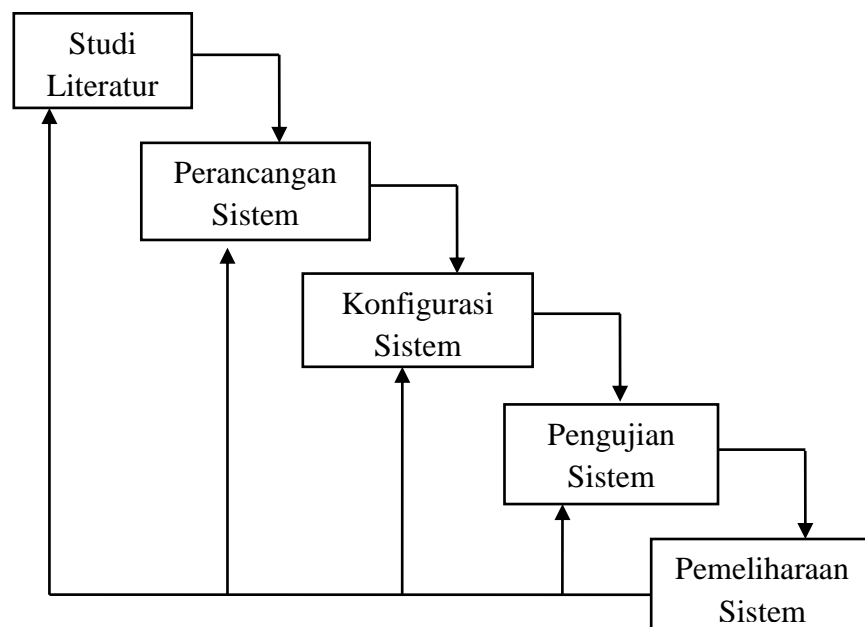 Studi
Literatur
Perancangan
Sistem
Konfigurasi
Sistem
Pengujian
Sistem
Pemeliharaan
Sistem